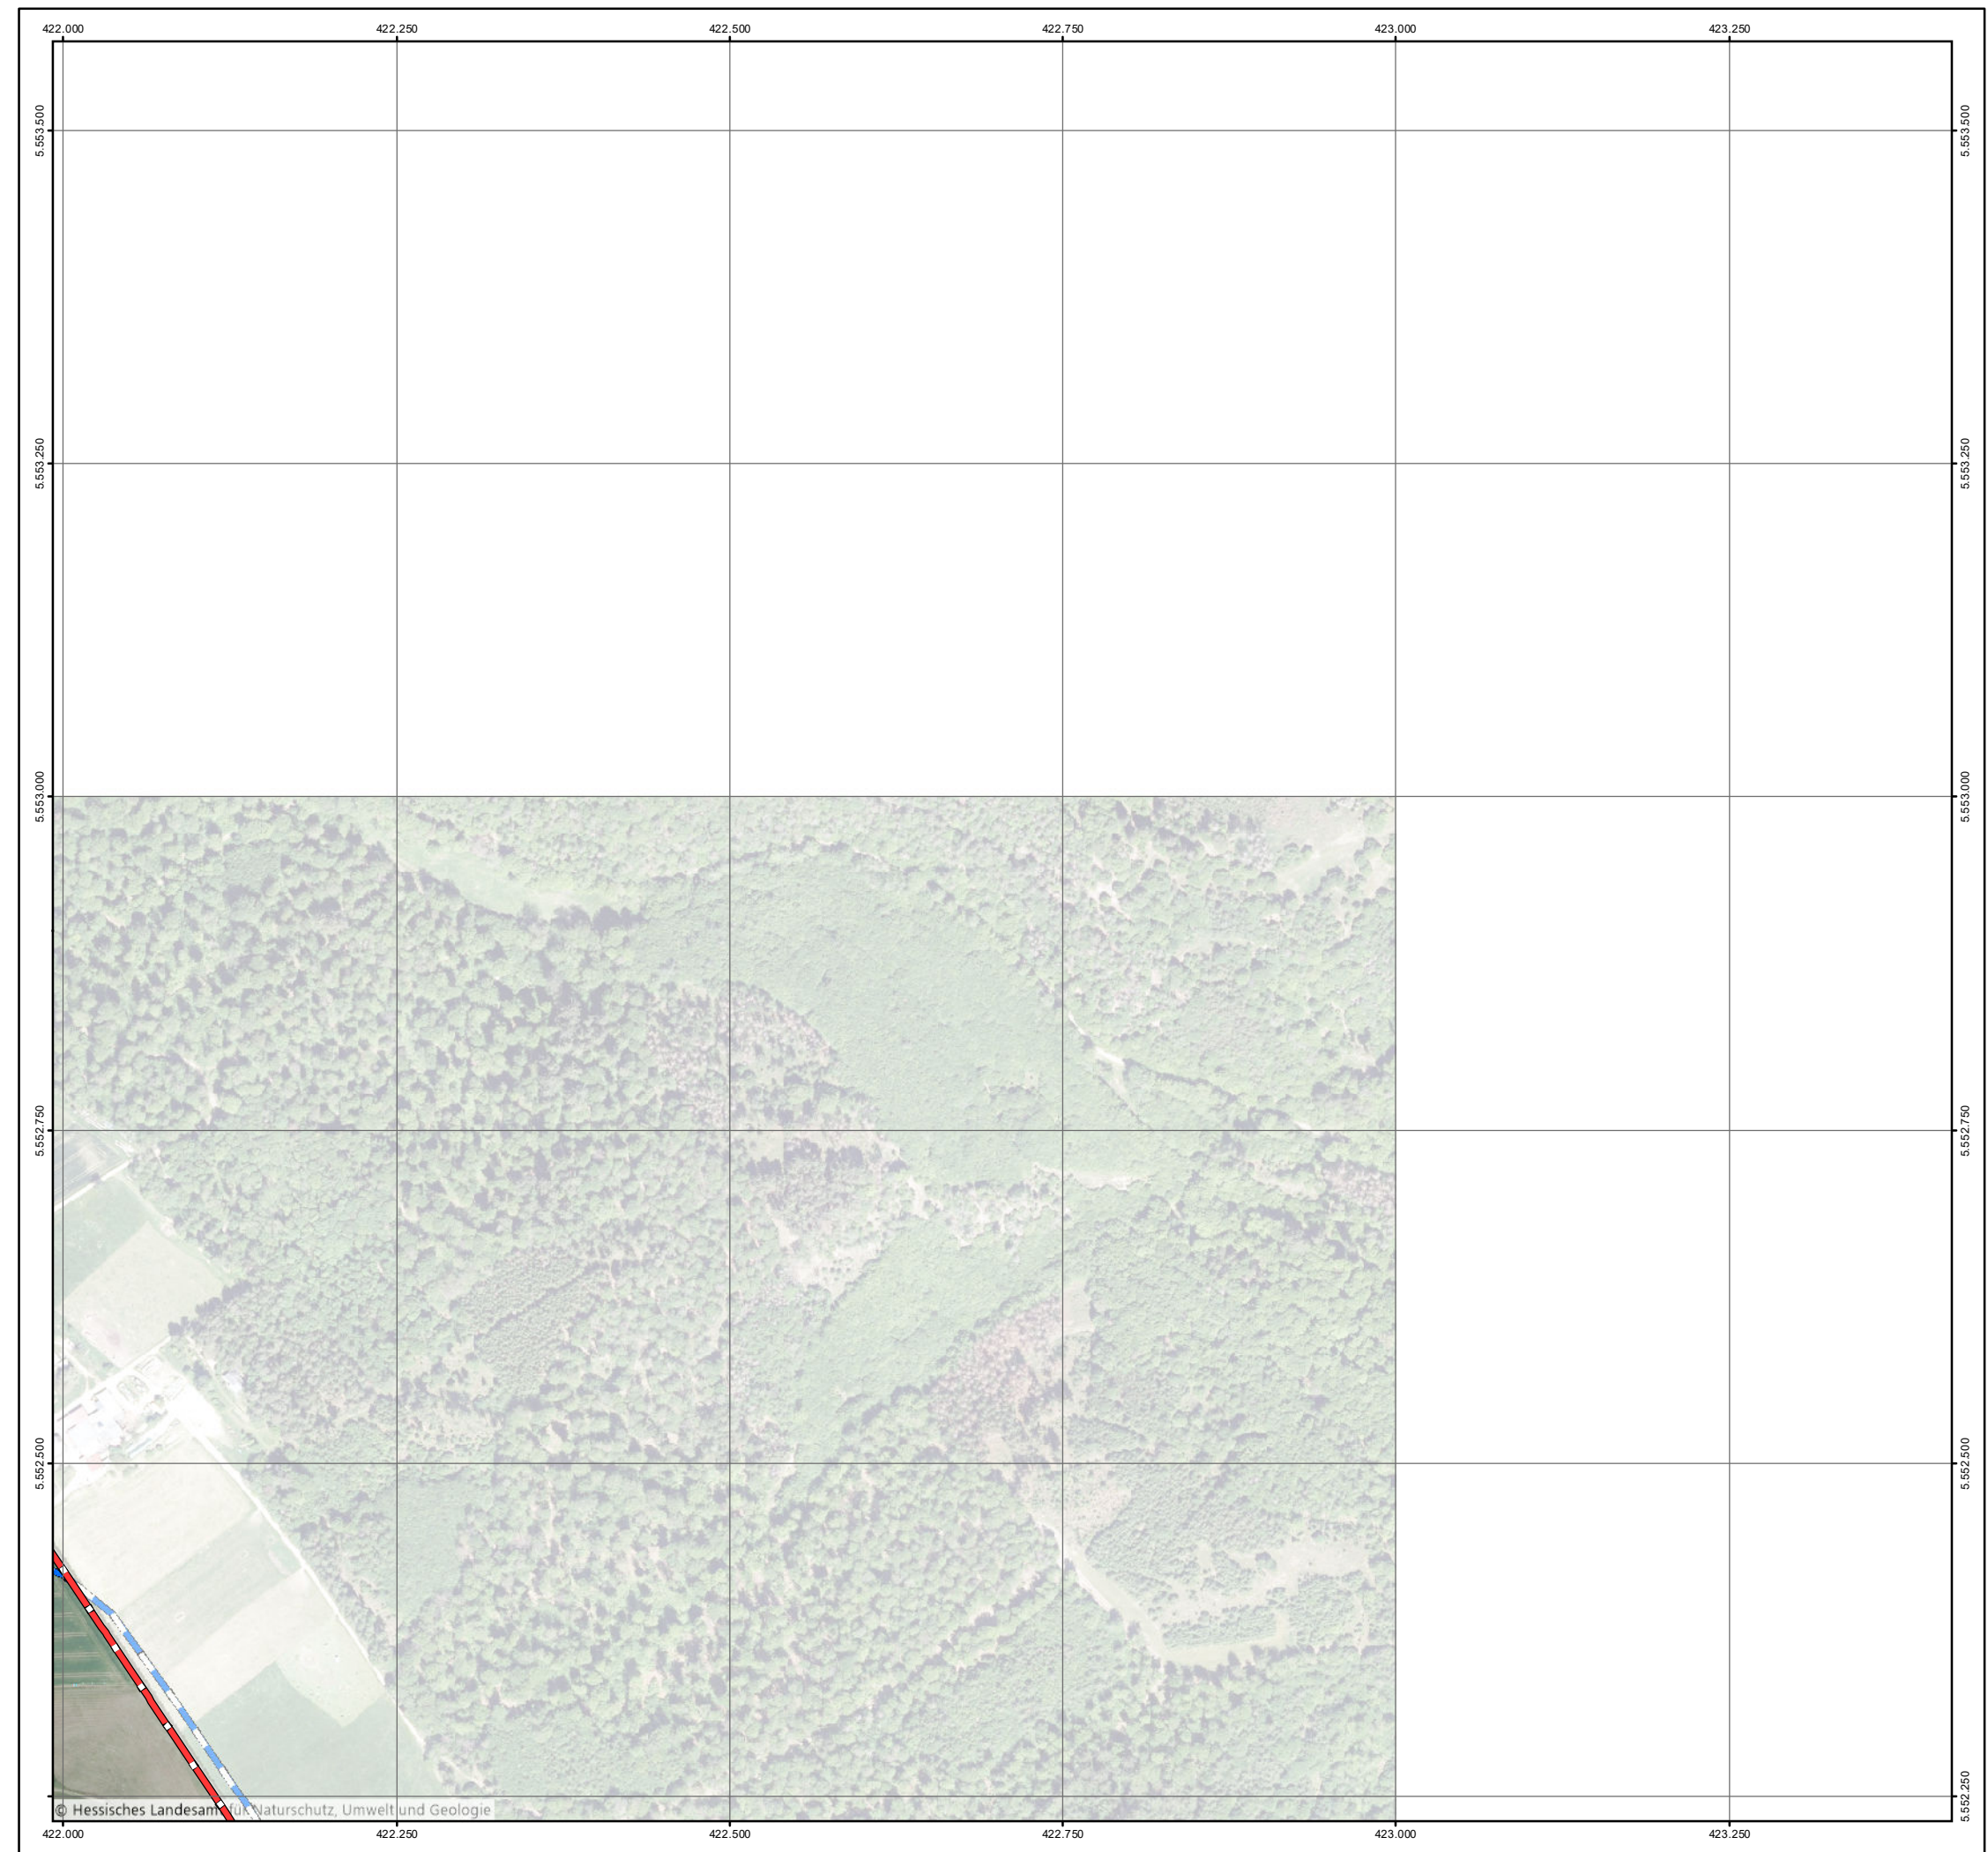 422.000 422.250 422.500 422.750 423.000 423.250
5.553.500 5.553.500
5.553.250 5.553.250
5.553.000 5.553.000
5.552.750 5.552.750
5.552.500 5.552.500
5.552.250
© Hessisches Landesamt für Naturschutz, Umwelt und Geologie
422.000 422.250 422.500 422.750 423.000 423.250